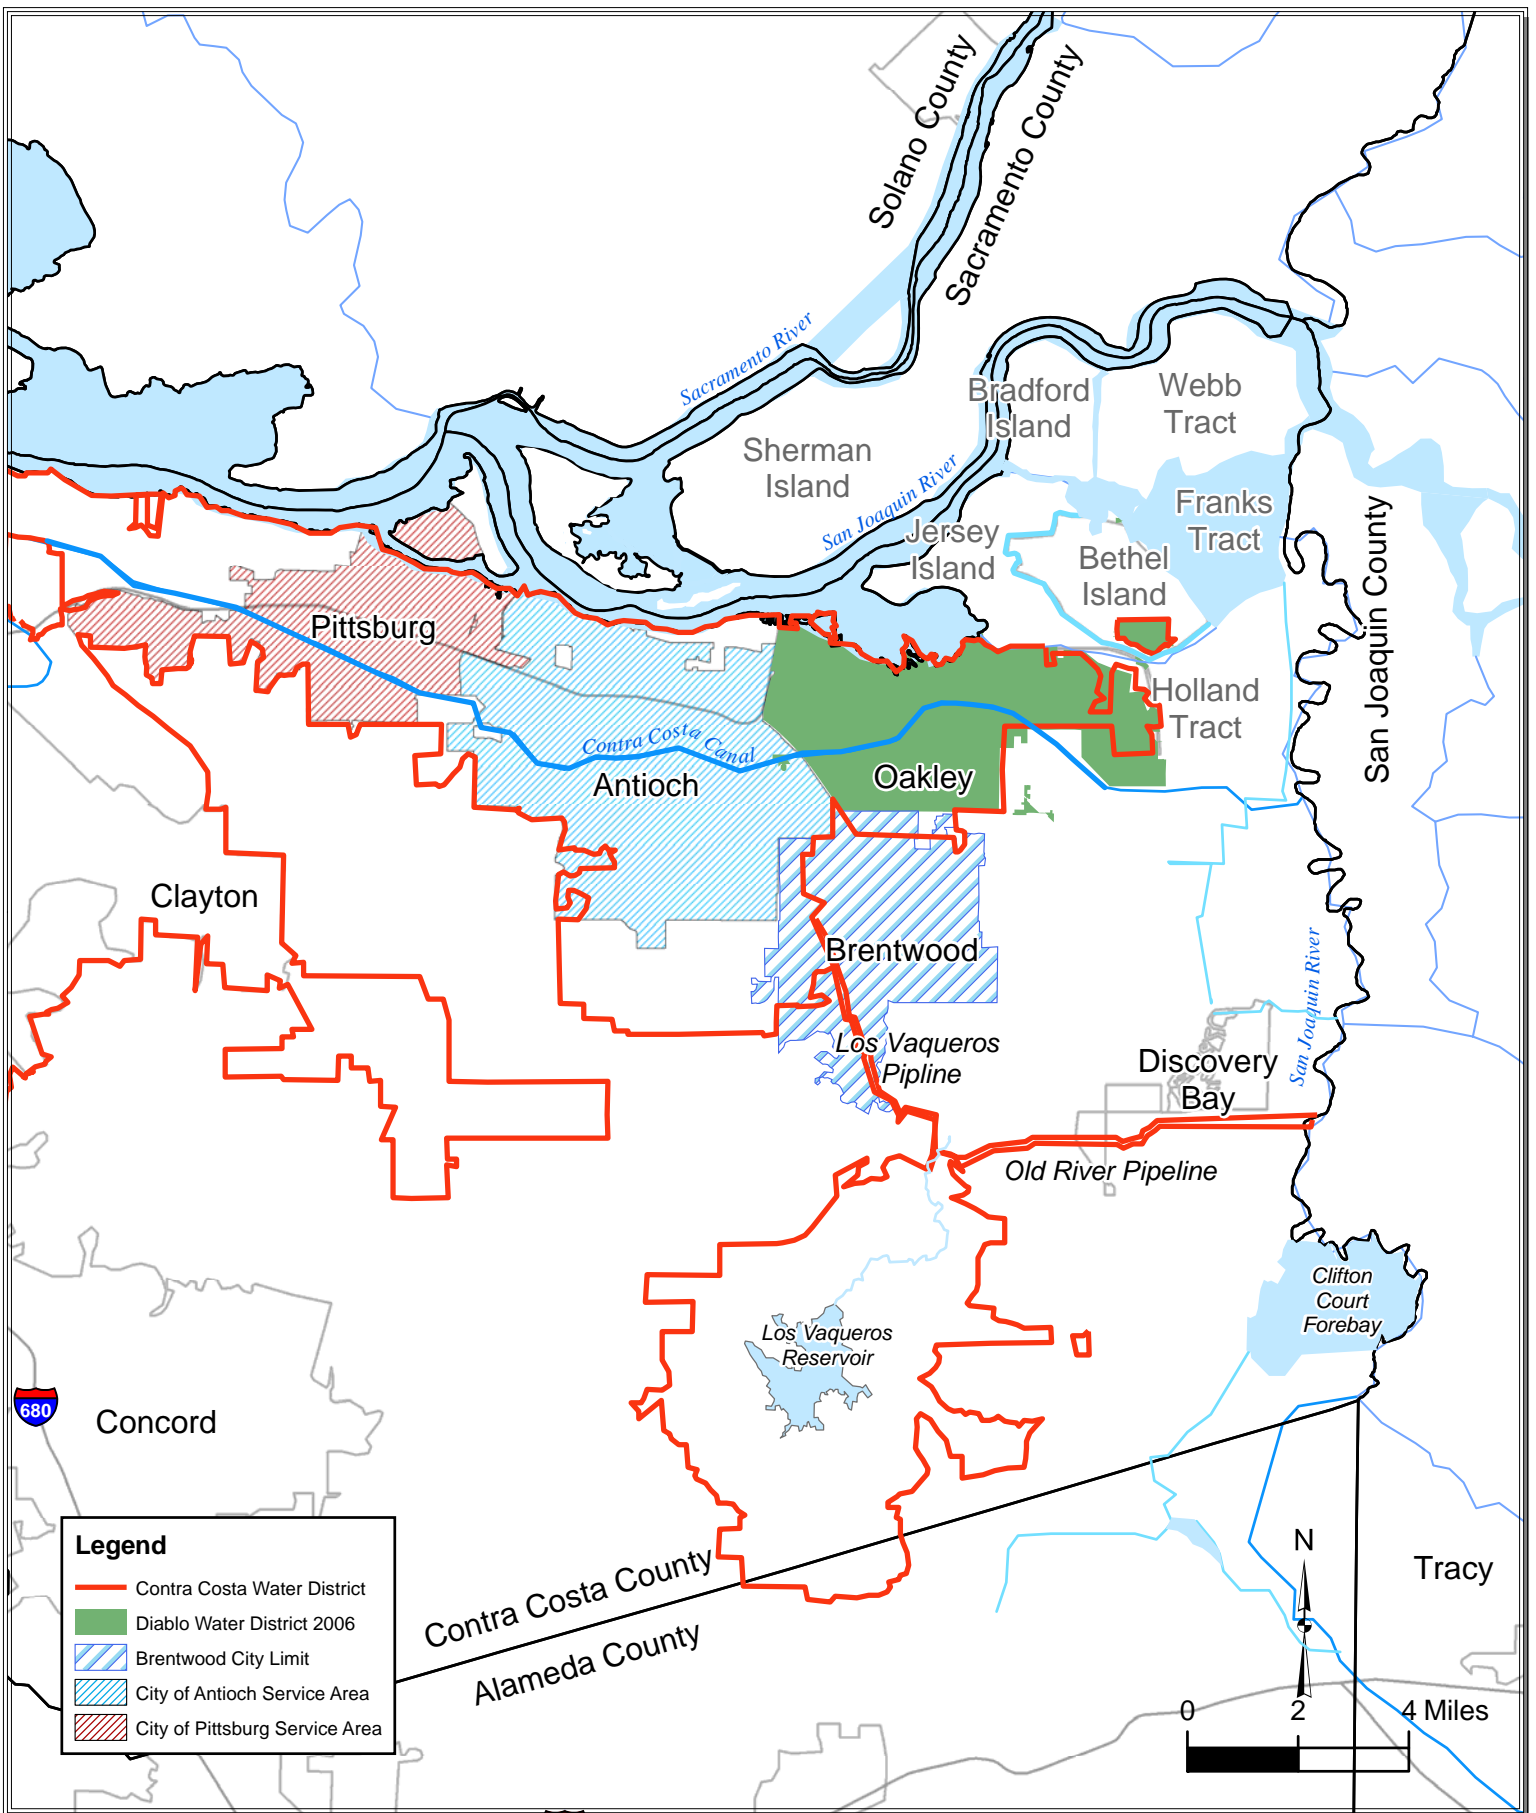 Solano County
Sacramento County
Sacramento River
Bradford
Island
Webb
Tract
Sherman
Island
San Joaquin River
Franks
Tract
Jersey
Island
Bethel
Island
San Joaquin County
Pittsburg
Holland
Tract
Contra Costa Canal
Antioch
Oakley
Clayton
Brentwood
San Joaquin River
Los Vaqueros
Pipline
Discovery
Bay
Old River Pipeline
Clifton
Court
Forebay
Los Vaqueros
Reservoir
680
Concord
Legend
Contra Costa Water District
Diablo Water District 2006
Brentwood City Limit
City of Antioch Service Area
City of Pittsburg Service Area
Contra Costa County
Alameda County
N
Tracy
0 2 4 Miles